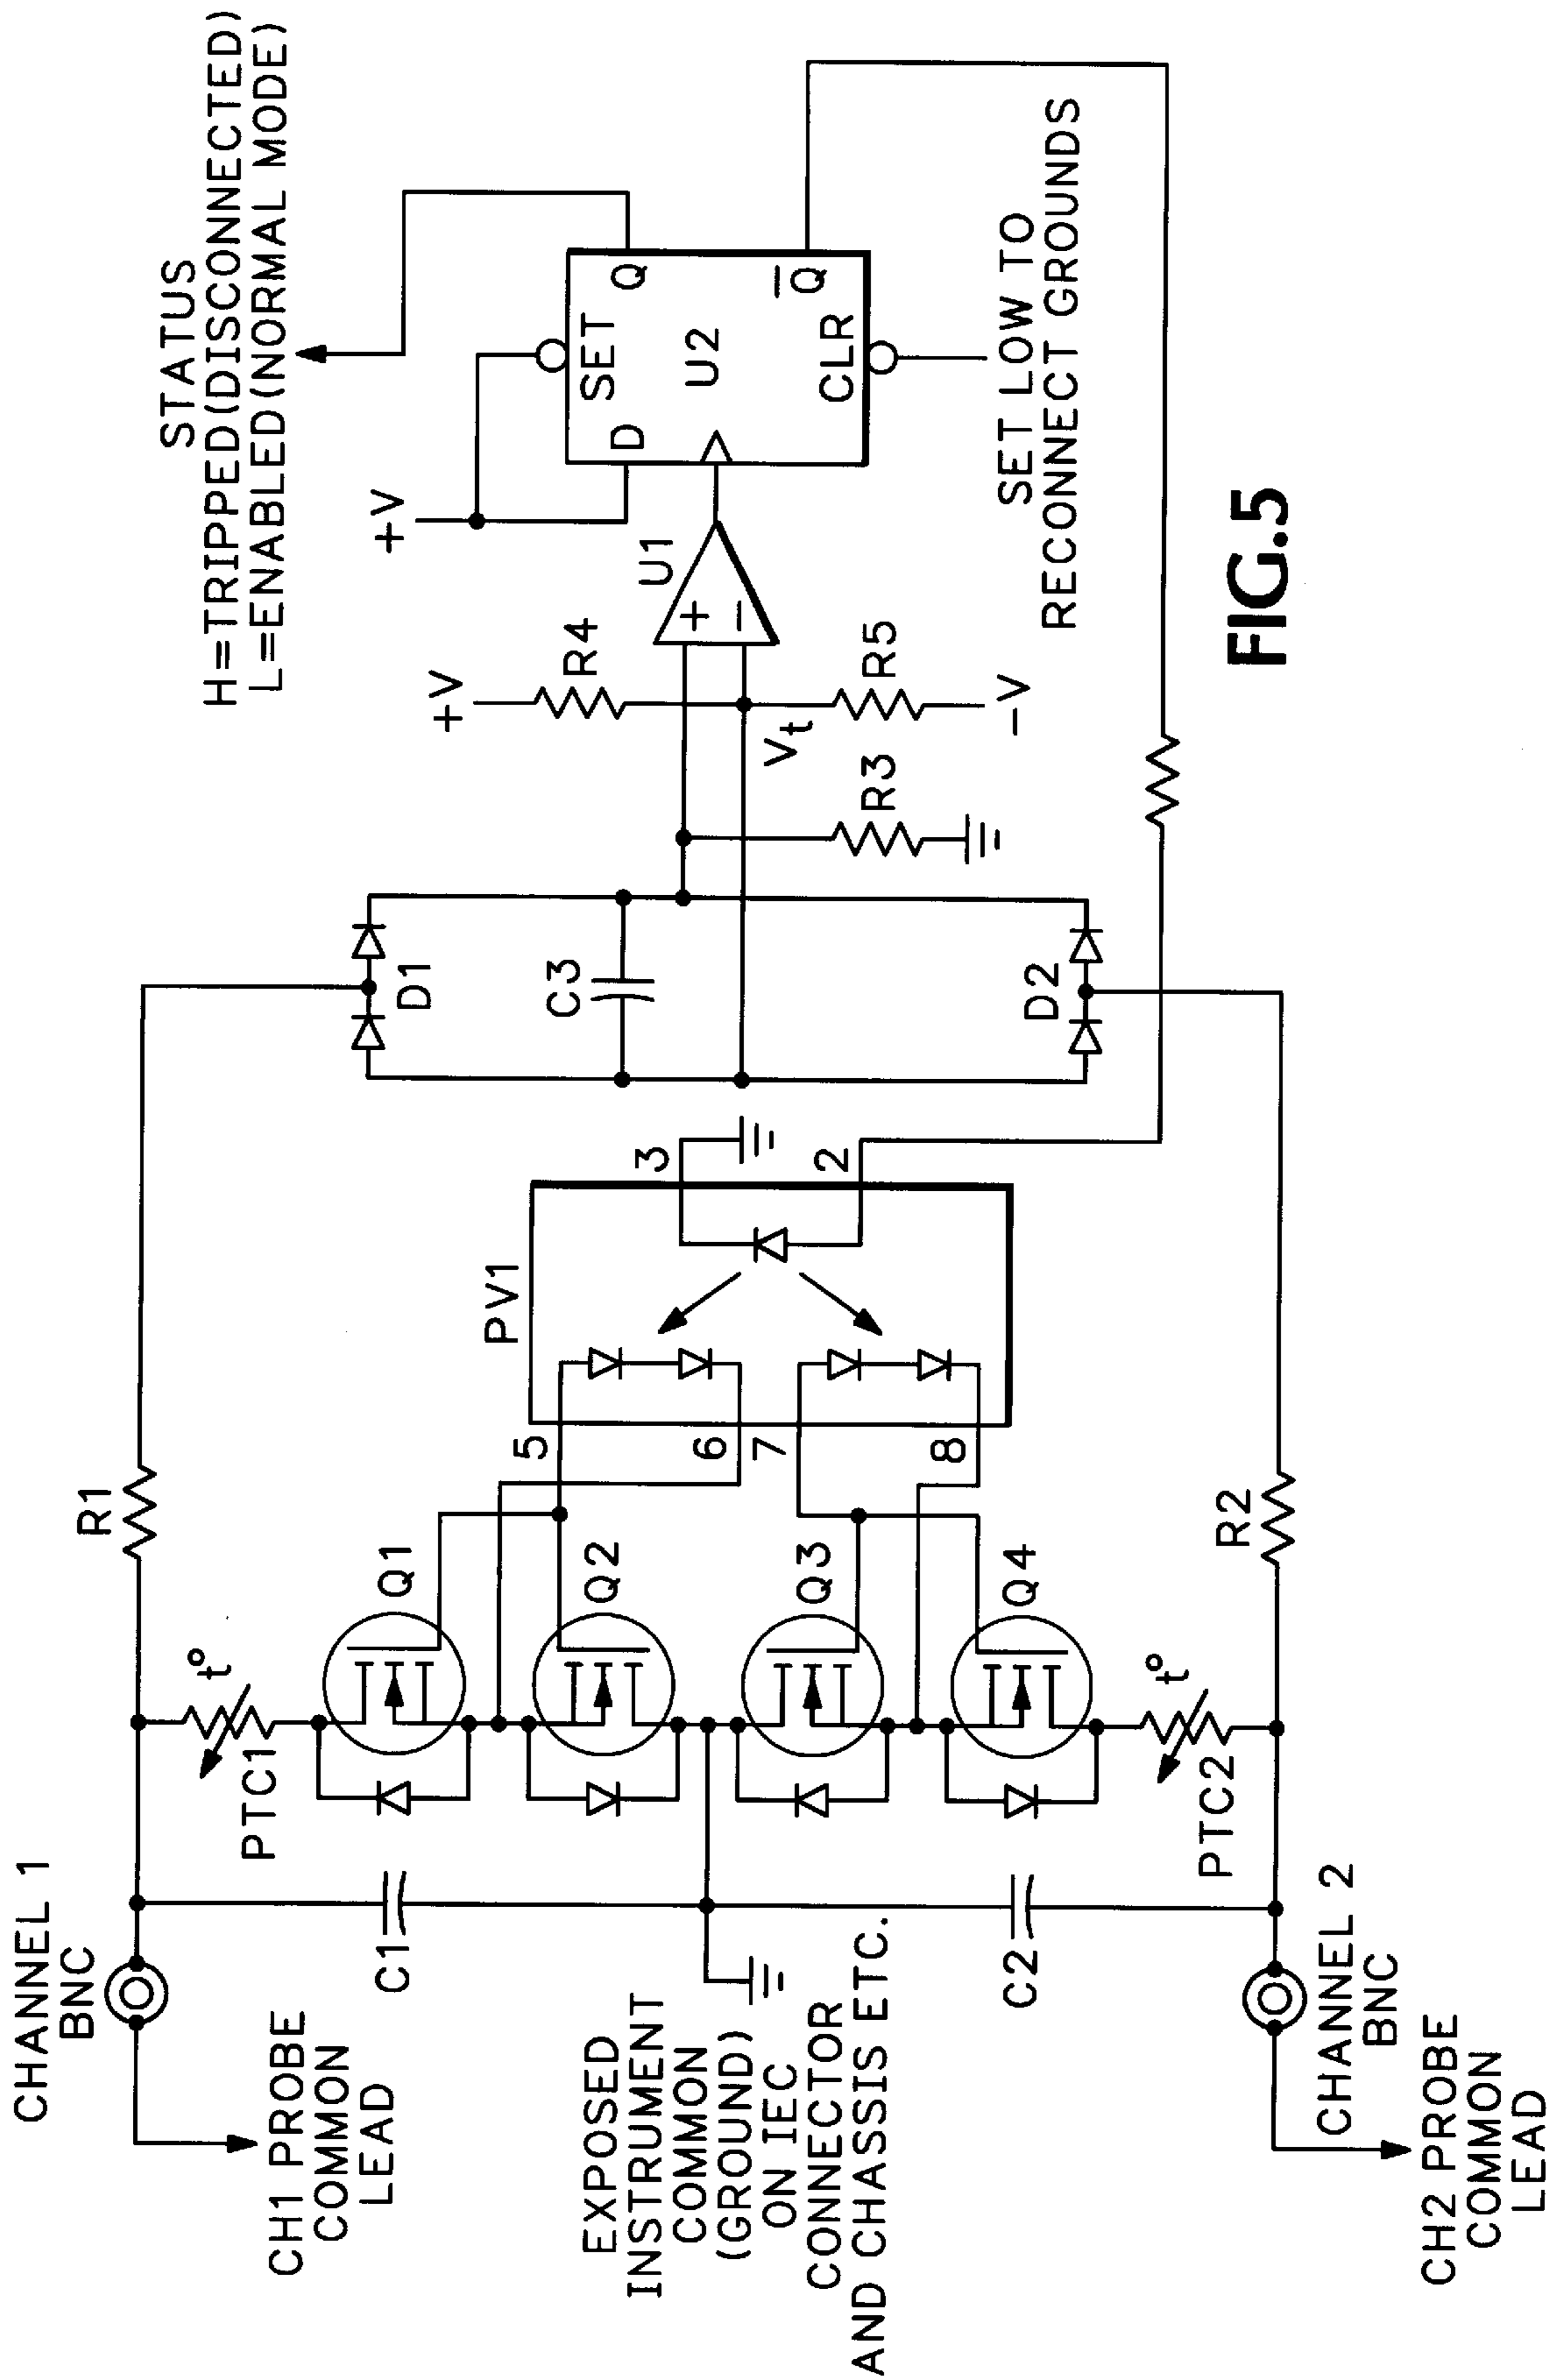 CHANNEL 1
BNC
CH1 PROBE
COMMON
LEAD
C1
PTC1
t°
R1
Q1
Q2
Q3
Q4
EXPOSED
INSTRUMENT
COMMON
(GROUND)
ON IEC
CONNECTOR
AND CHASSIS ETC.
C2
PTC2
t°
R2
CHANNEL 2
BNC
CH2 PROBE
COMMON
LEAD
PV1
5
6
7
8
3
2
D1
C3
D2
R3
Vt
+V
R4
R5
-V
U1
+
−
+V
D
SET
Q
U2
CLR
Q̅
STATUS
H=TRIPPED(DISCONNECTED)
L=ENABLED(NORMAL MODE)
SET LOW TO
RECONNECT GROUNDS
FIG.5